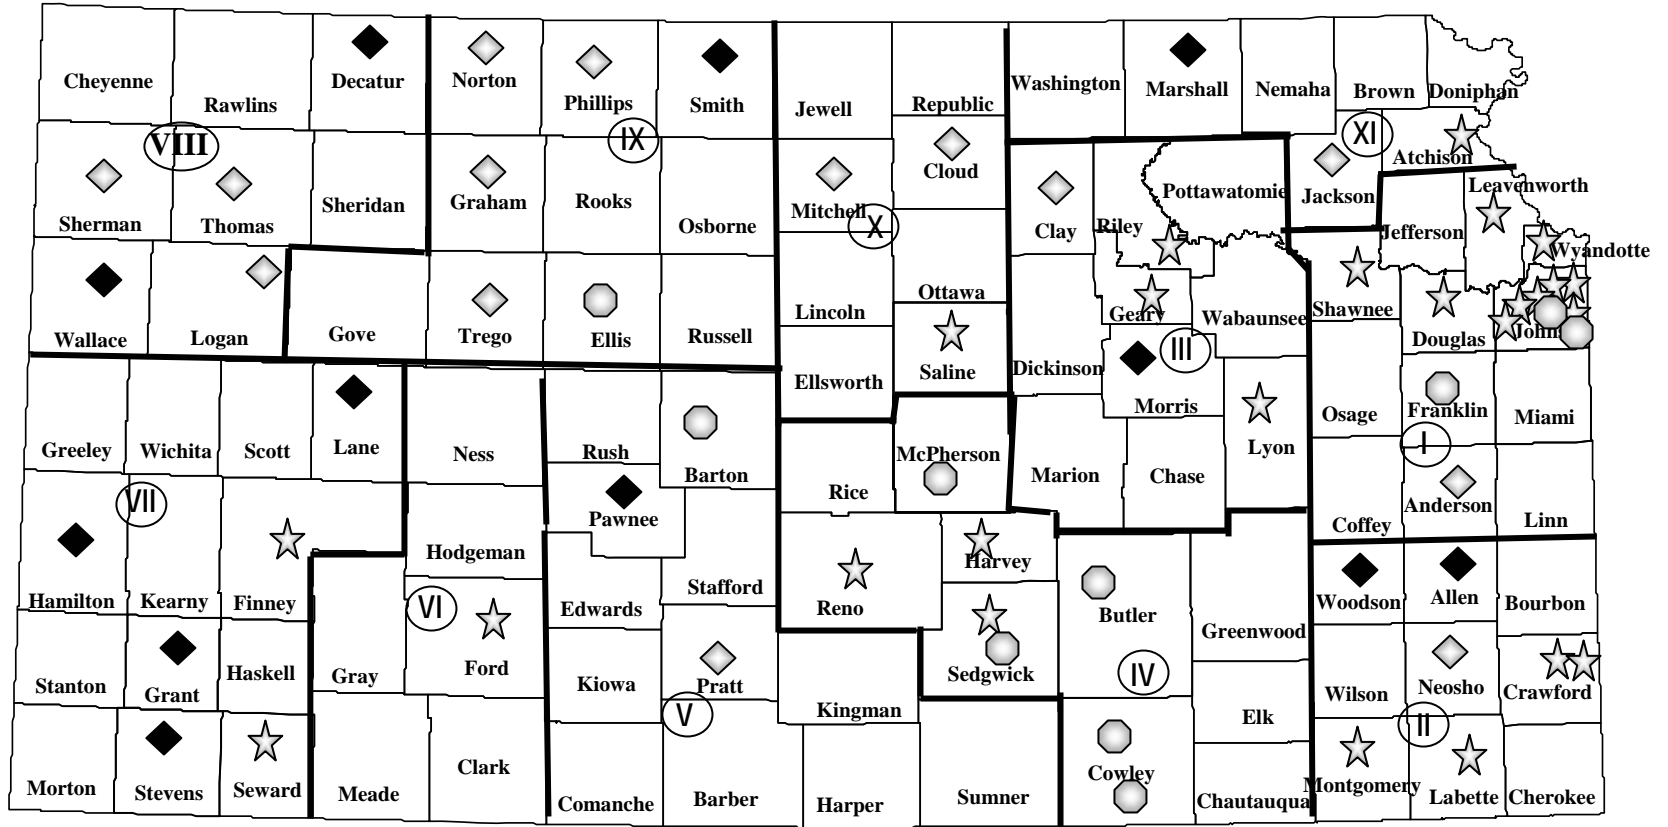 Cheyenne
Rawlins
Decatur
Norton
Phillips
Smith
Jewell
Republic
Washington
Marshall
Nemaha
Brown
Doniphan
VIII
IX
XI
Atchison
Sherman
Thomas
Sheridan
Graham
Rooks
Osborne
Mitchell
X
Cloud
Clay
Riley
Pottawatomie
Jackson
Jefferson
Leavenworth
Wyandotte
Wallace
Logan
Gove
Trego
Ellis
Russell
Lincoln
Ottawa
Saline
Ellsworth
Dickinson
Geary
III
Morris
Wabaunsee
Shawnee
Douglas
John
Greeley
Wichita
Scott
Lane
Ness
Rush
Barton
Pawnee
Rice
McPherson
Marion
Chase
Lyon
Osage
Franklin
Miami
I
Anderson
Coffey
Linn
VII
Hamilton
Kearny
Finney
Hodgeman
VI
Ford
Edwards
Stafford
Reno
Harvey
Sedgwick
Butler
IV
Greenwood
Woodson
Allen
Bourbon
Stanton
Grant
Haskell
Gray
Kiowa
Pratt
V
Kingman
Elk
Wilson
Neosho
Crawford
II
Morton
Stevens
Seward
Meade
Clark
Comanche
Barber
Harper
Sumner
Cowley
Chautauqua
Montgomery
Labette
Cherokee